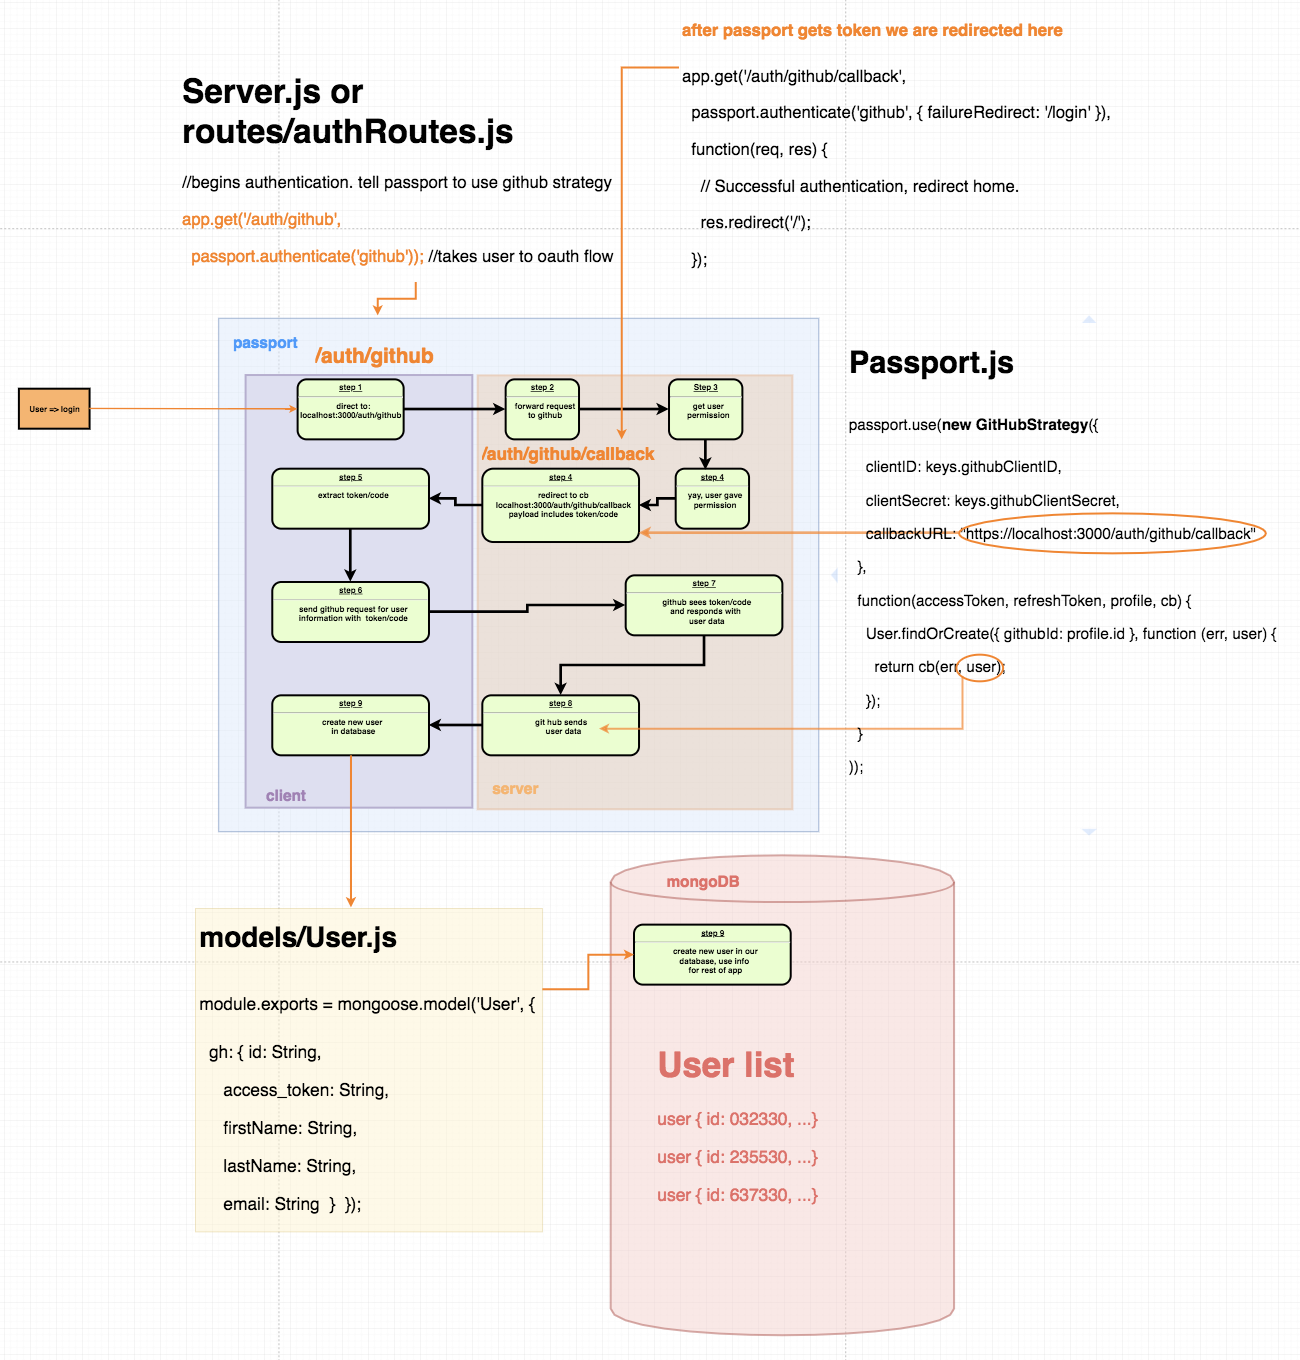 after passport gets token we are redirected here
app.get('/auth/github/callback',
passport.authenticate('github', { failureRedirect: '/login' }),
function(req, res) {
// Successful authentication, redirect home.
res.redirect('/');
});
Server.js or
routes/authRoutes.js
//begins authentication. tell passport to use github strategy
app.get('/auth/github',
passport.authenticate('github')); //takes user to oauth flow
passport
/auth/github
User => login
step 1
direct to:
localhost:3000/auth/github
step 2
forward request
to github
Step 3
get user
permission
/auth/github/callback
step 5
extract token/code
step 4
redirect to cb
localhost:3000/auth/github/callback
payload includes token/code
step 4
yay, user gave
permission
step 6
send github request for user
information with token/code
step 7
github sees token/code
and responds with
user data
step 9
create new user
in database
step 8
git hub sends
user data
client
server
Passport.js
passport.use(new GitHubStrategy({
clientID: keys.githubClientID,
clientSecret: keys.githubClientSecret,
callbackURL: "https://localhost:3000/auth/github/callback"
},
function(accessToken, refreshToken, profile, cb) {
User.findOrCreate({ githubId: profile.id }, function (err, user) {
return cb(err, user);
});
}
));
models/User.js
module.exports = mongoose.model('User', {
gh: { id: String,
access_token: String,
firstName: String,
lastName: String,
email: String } });
mongoDB
step 9
create new user in our
database, use info
for rest of app
User list
user { id: 032330, ...}
user { id: 235530, ...}
user { id: 637330, ...}